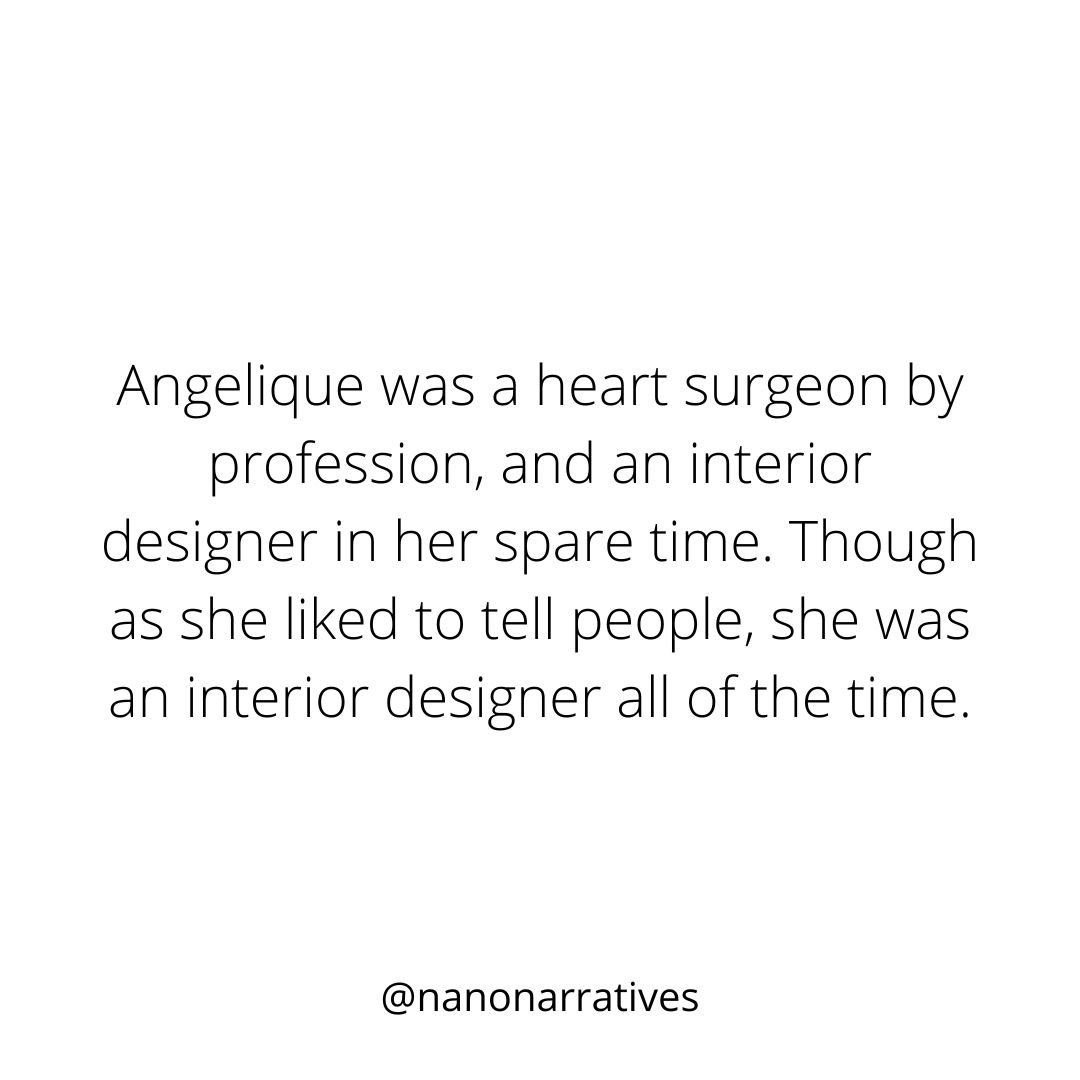 Angelique was a heart surgeon by
profession, and an interior
designer in her spare time. Though
as she liked to tell people, she was
an interior designer all of the time.
@nanonarratives